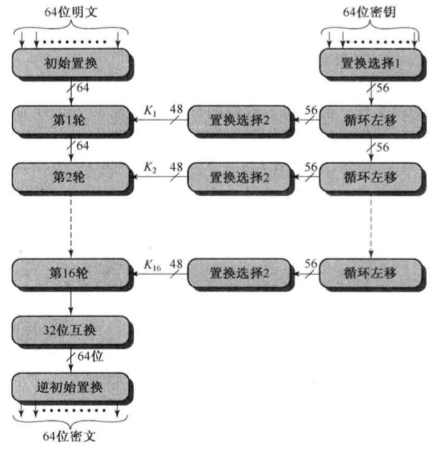 64位明文 64位密钥
初始置换 置换选择1
64 56
第1轮 K1 48 置换选择2 56 循环左移
64 56
第2轮 K2 48 置换选择2 56 循环左移
第16轮 K16 48 置换选择2 56 循环左移
32位互换
64位
逆初始置换
64位密文